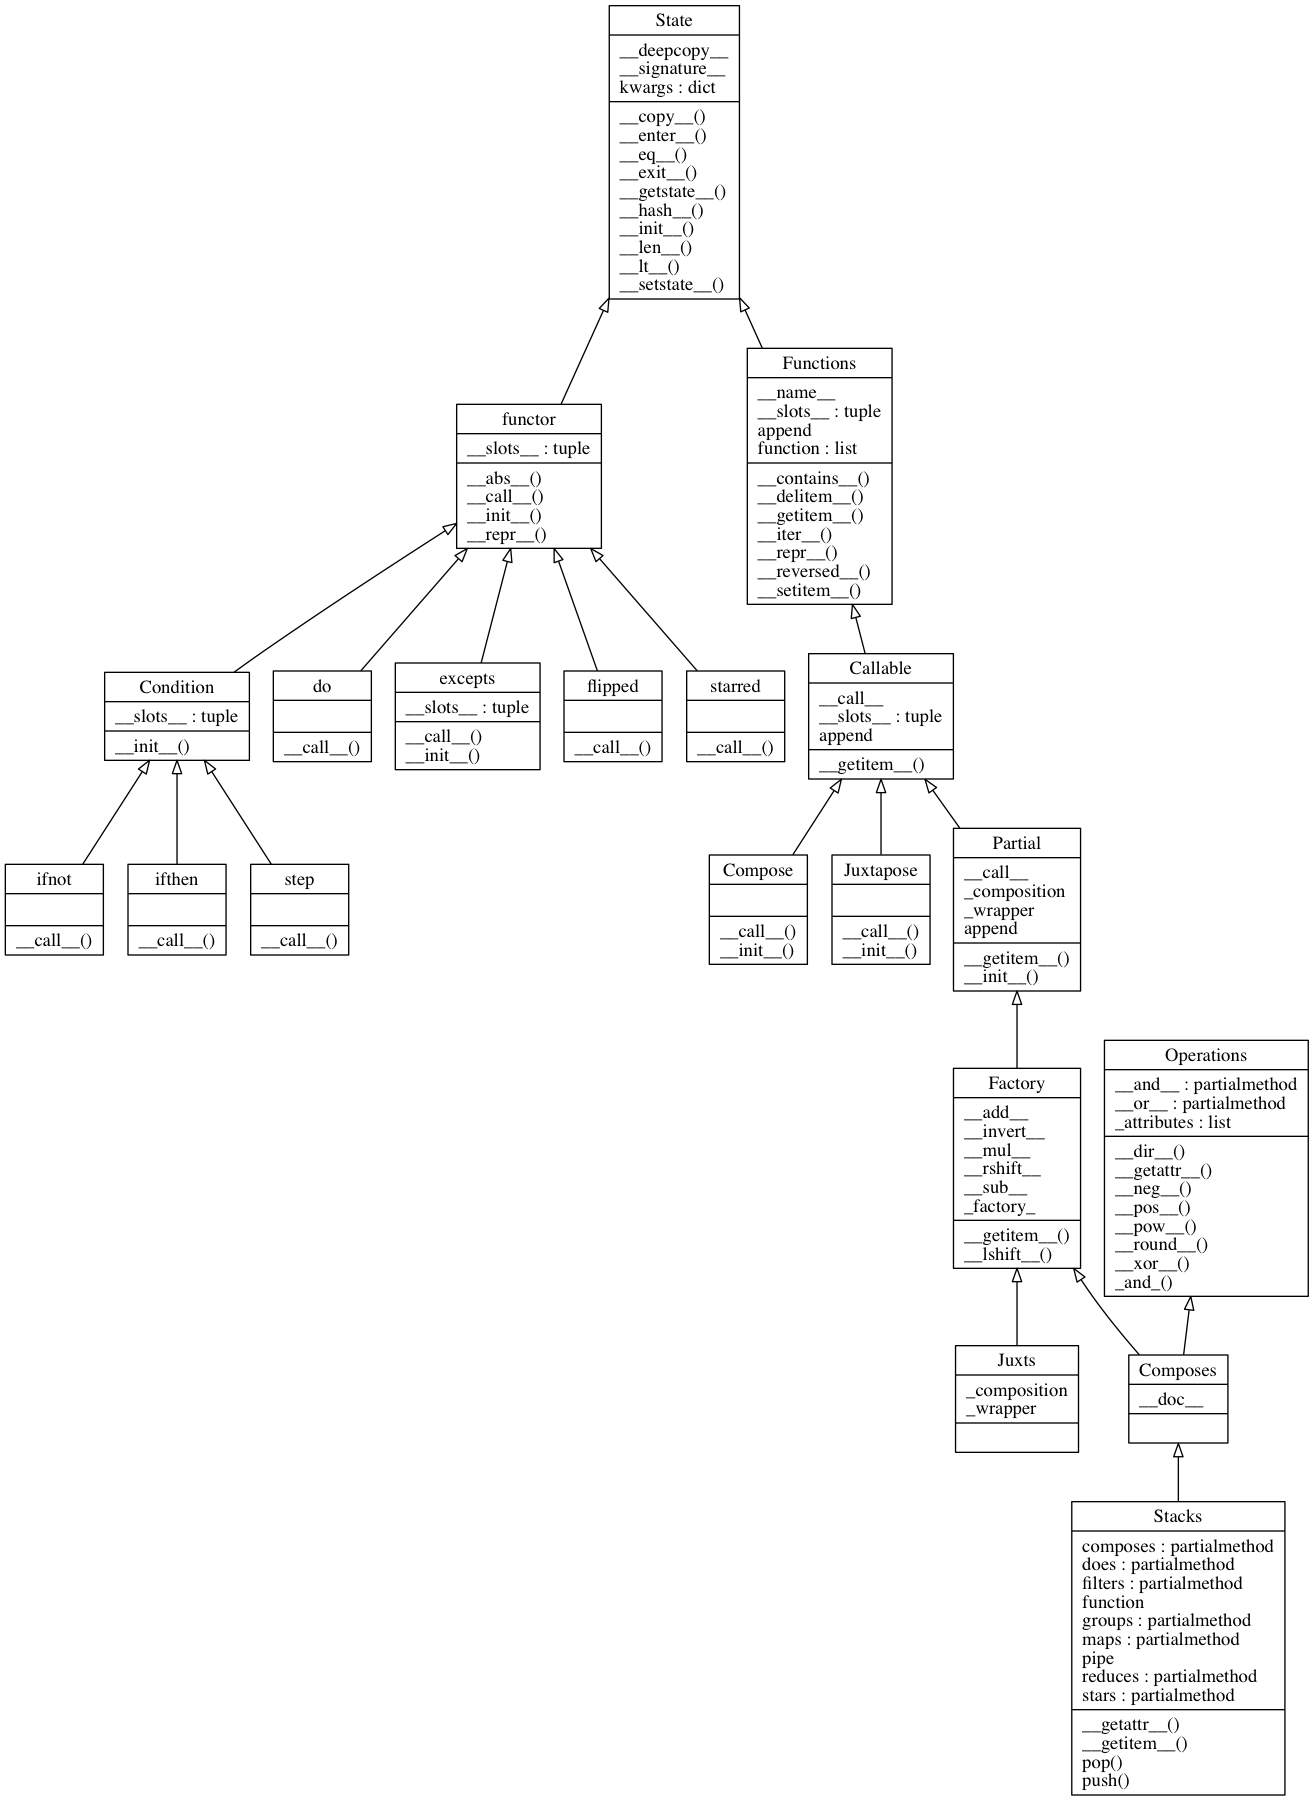 State
__deepcopy__
__signature__
kwargs : dict
__copy__()
__enter__()
__eq__()
__exit__()
__getstate__()
__hash__()
__init__()
__len__()
__lt__()
__setstate__()
functor
__slots__ : tuple
__abs__()
__call__()
__init__()
__repr__()
Functions
__name__
__slots__ : tuple
append
function : list
__contains__()
__delitem__()
__getitem__()
__iter__()
__repr__()
__reversed__()
__setitem__()
Condition
__slots__ : tuple
__init__()
do
__call__()
excepts
__slots__ : tuple
__call__()
__init__()
flipped
__call__()
starred
__call__()
Callable
__call__
__slots__ : tuple
append
__getitem__()
ifnot
__call__()
ifthen
__call__()
step
__call__()
Compose
__call__()
__init__()
Juxtapose
__call__()
__init__()
Partial
__call__
_composition
_wrapper
append
__getitem__()
__init__()
Factory
__add__
__invert__
__mul__
__rshift__
__sub__
_factory_
__getitem__()
__lshift__()
Operations
__and__ : partialmethod
__or__ : partialmethod
_attributes : list
__dir__()
__getattr__()
__neg__()
__pos__()
__pow__()
__round__()
__xor__()
_and_()
Juxts
_composition
_wrapper
Composes
__doc__
Stacks
composes : partialmethod
does : partialmethod
filters : partialmethod
function
groups : partialmethod
maps : partialmethod
pipe
reduces : partialmethod
stars : partialmethod
__getattr__()
__getitem__()
pop()
push()